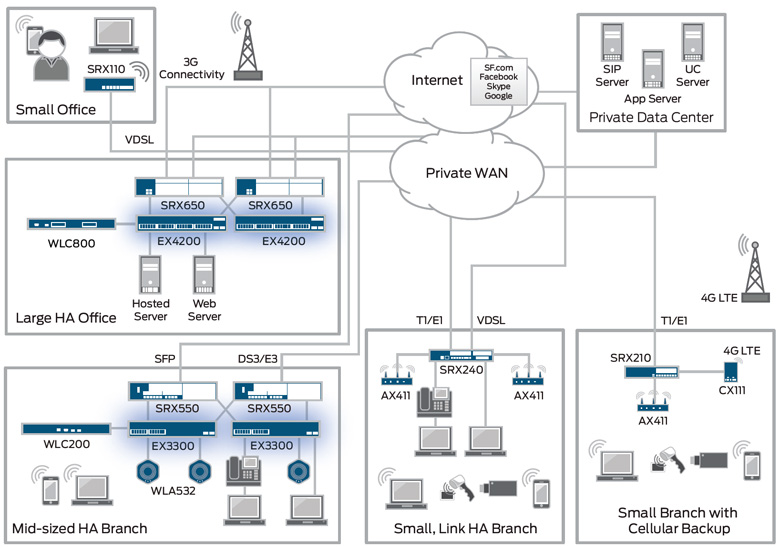 SRX110
Small Office
3G
Connectivity
Internet
SF.com
Facebook
Skype
Google
SIP
Server
App Server
UC
Server
Private Data Center
VDSL
Private WAN
SRX650
SRX650
WLC800
EX4200
EX4200
Hosted
Server
Web
Server
Large HA Office
4G LTE
SFP
DS3/E3
T1/E1
VDSL
T1/E1
SRX550
SRX550
WLC200
EX3300
EX3300
WLA532
Mid-sized HA Branch
SRX240
AX411
AX411
Small, Link HA Branch
SRX210
4G LTE
CX111
AX411
Small Branch with
Cellular Backup